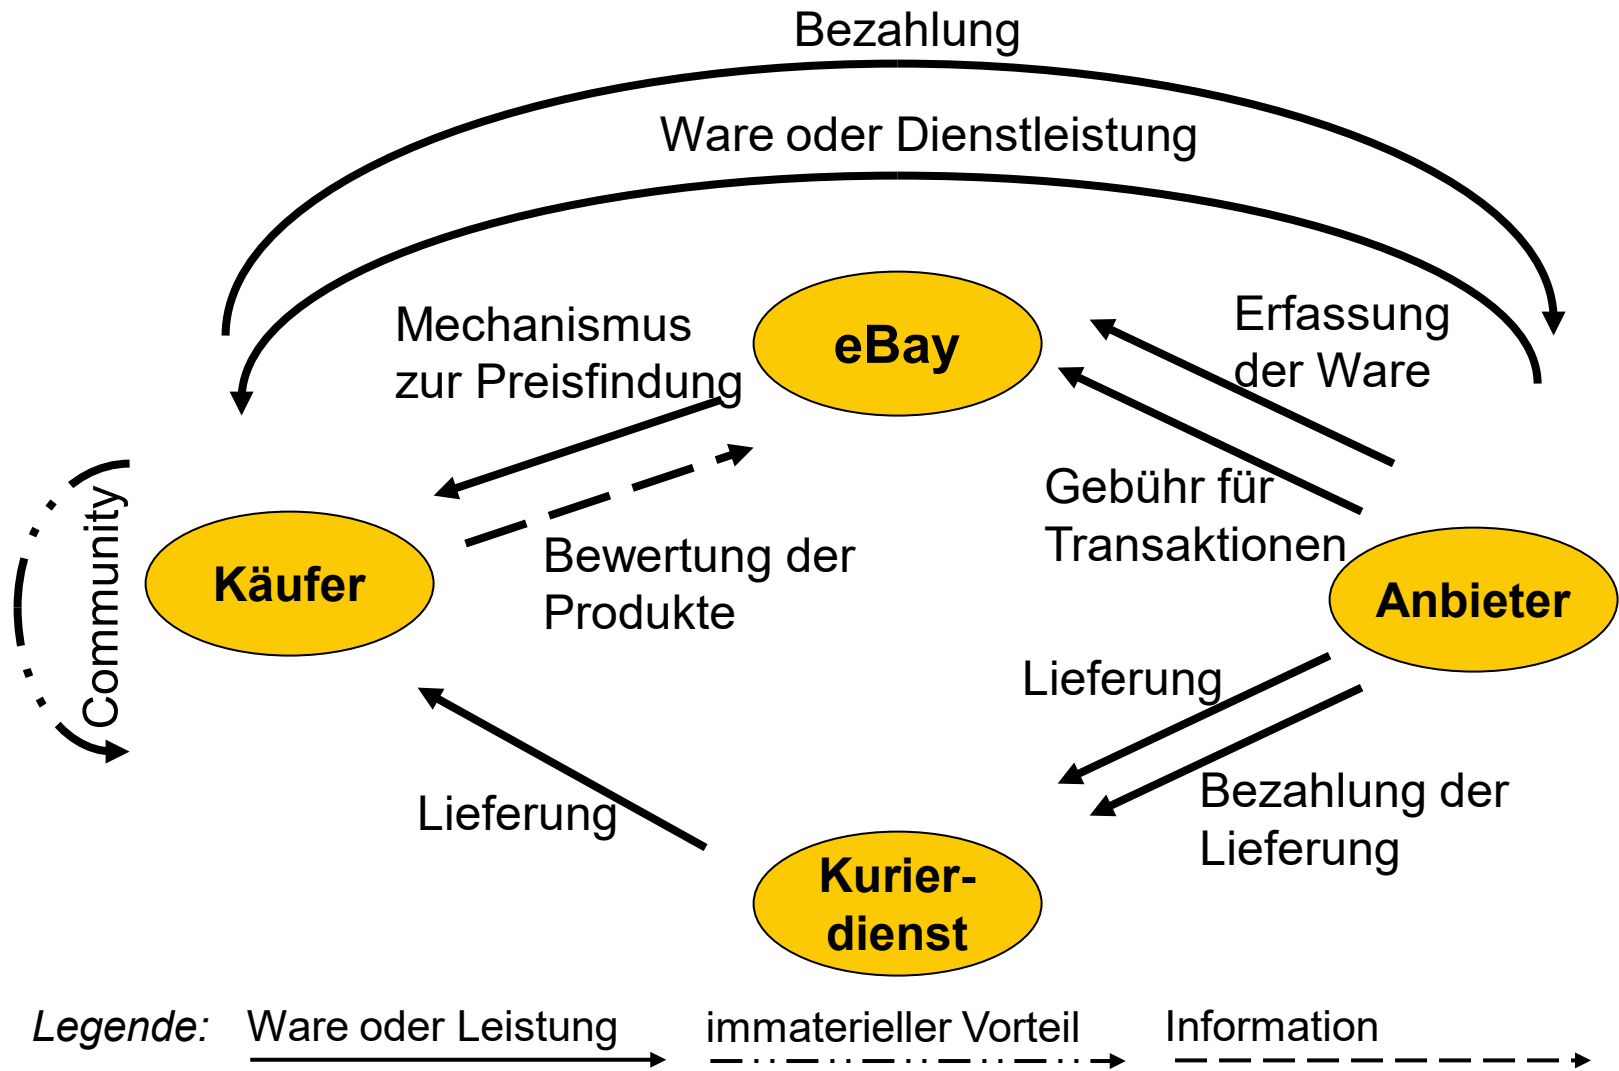 Bezahlung
Ware oder Dienstleistung
Mechanismus
zur Preisfindung
eBay
Erfassung
der Ware
Gebühr für
Transaktionen
Community
Käufer
Bewertung der
Produkte
Anbieter
Lieferung
Lieferung
Bezahlung der
Lieferung
Kurier-
dienst
Legende: Ware oder Leistung immaterieller Vorteil Information